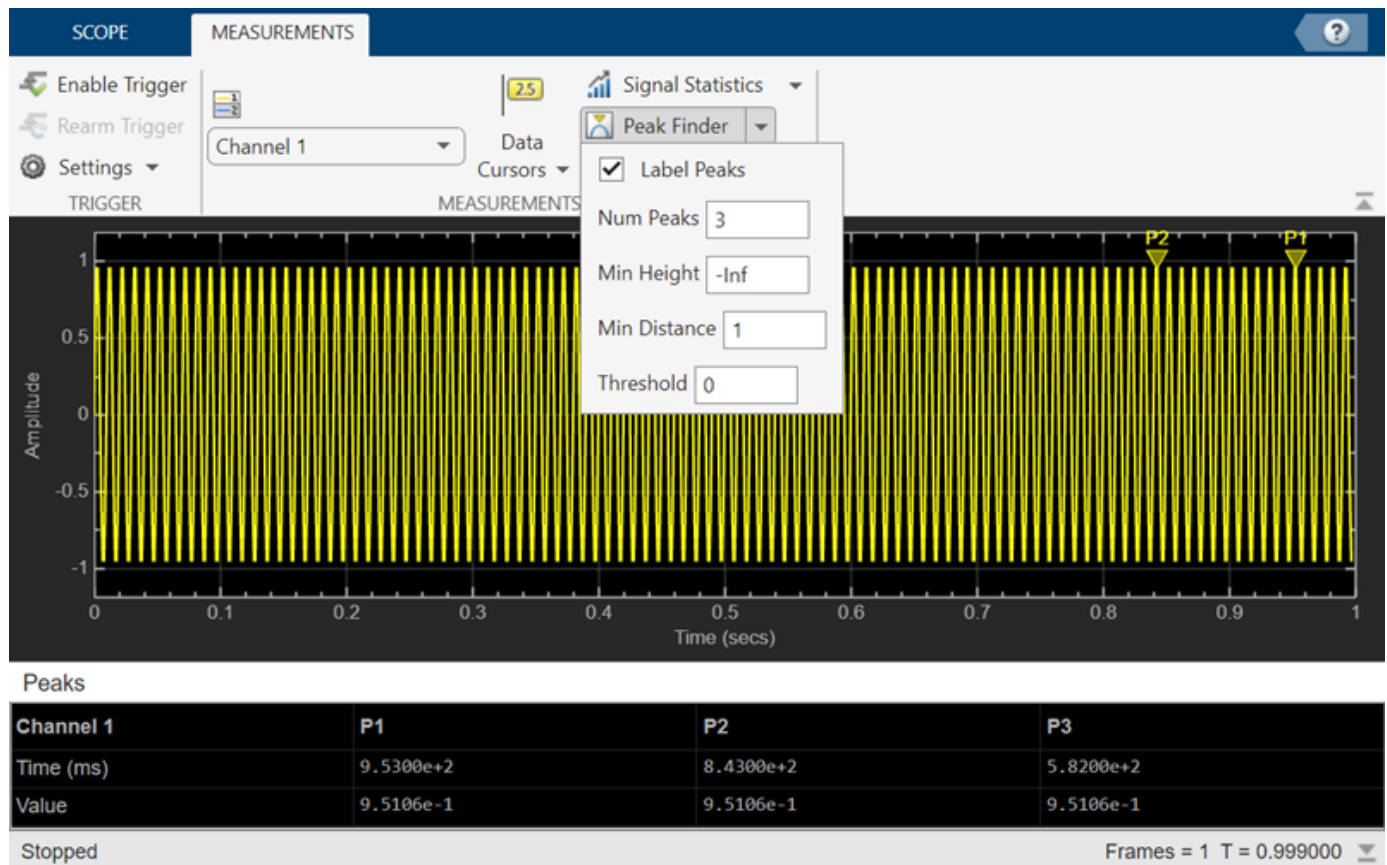 SCOPE MEASUREMENTS ?
Enable Trigger
Rearm Trigger
Settings
TRIGGER
1
2
Channel 1
2.5
Data
Cursors
Signal Statistics
Peak Finder
MEASUREMENTS
Label Peaks
Num Peaks 3
Min Height -Inf
Min Distance 1
Threshold 0
P2 P1
1
0.5
0
-0.5
-1
Amplitude
0 0.1 0.2 0.3 0.4 0.5 0.6 0.7 0.8 0.9 1
Time (secs)
Peaks
Channel 1 P1 P2 P3
Time (ms) 9.5300e+2 8.4300e+2 5.8200e+2
Value 9.5106e-1 9.5106e-1 9.5106e-1
Stopped Frames = 1 T = 0.999000